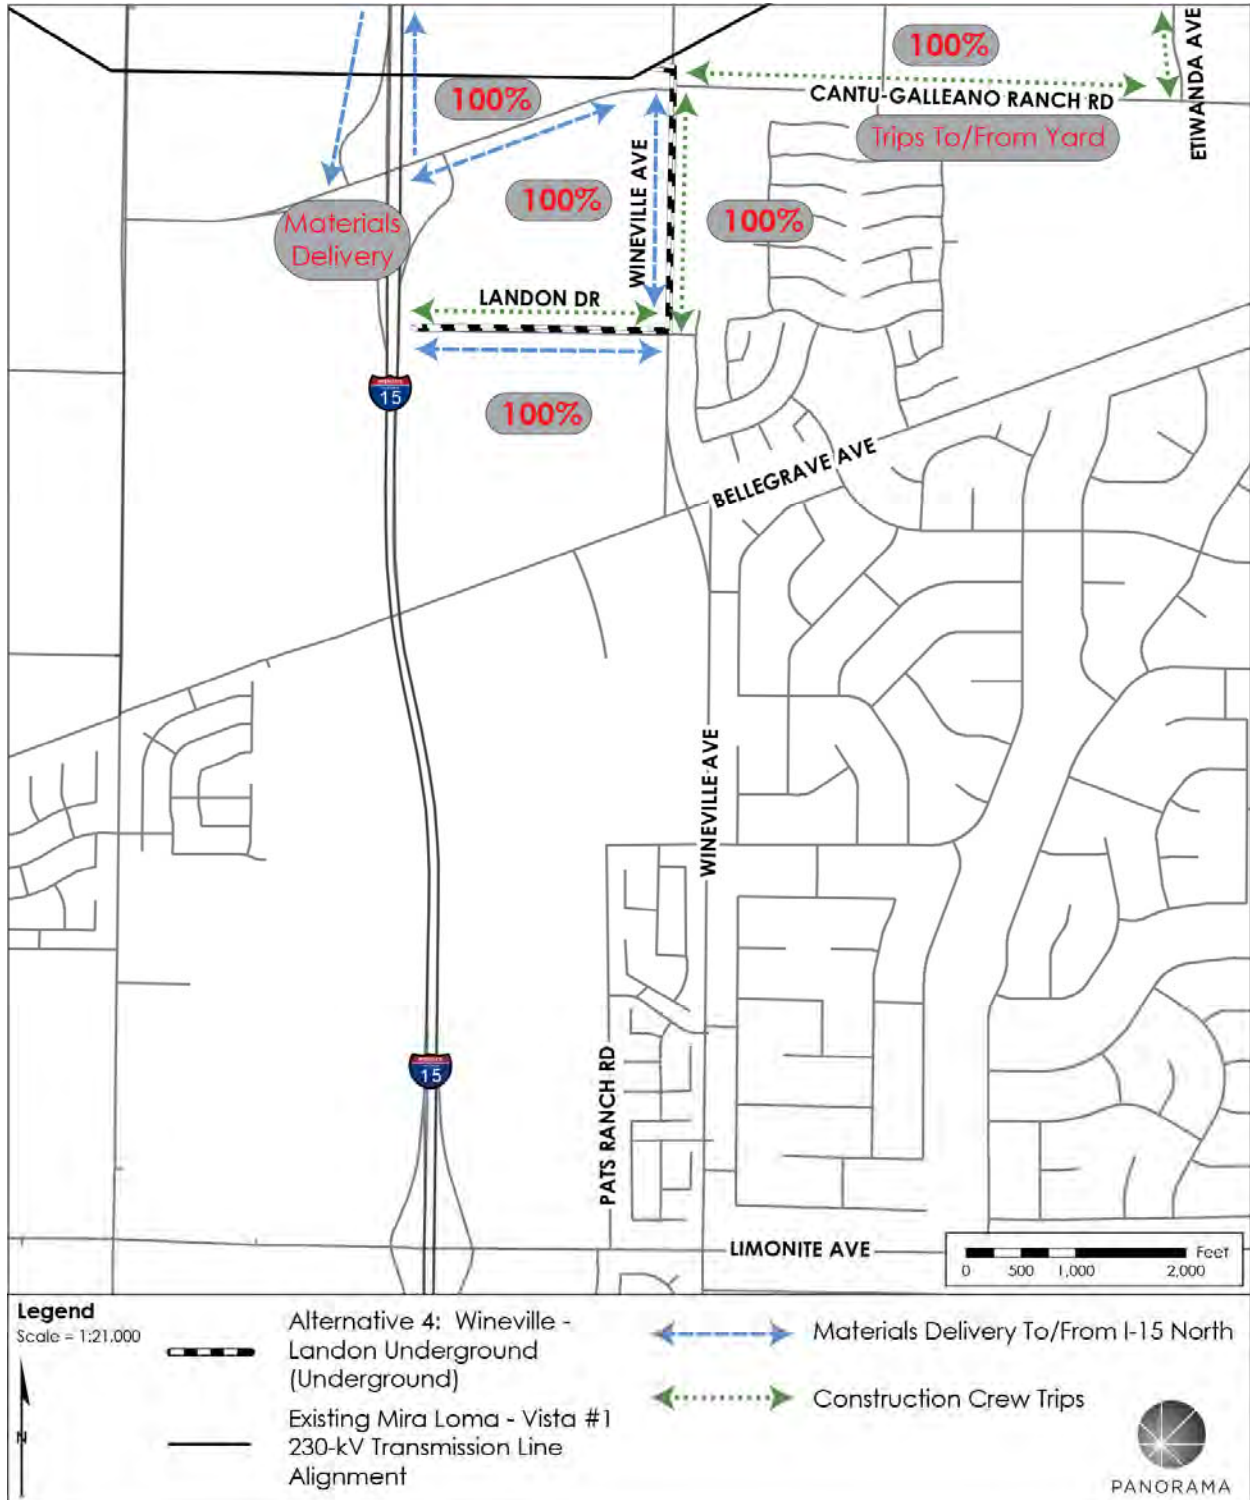 100%
ETIWANDA AVE
100%
CANTU-GALLEANO RANCH RD
Trips To/From Yard
WINEVILLE AVE
100%
100%
Materials
Delivery
LANDON DR
15
100%
BELLEGRAVE AVE
WINEVILLE AVE
15
PATS RANCH RD
LIMONITE AVE
Feet
0 500 1,000 2,000
Legend
Scale = 1:21,000
N
Alternative 4: Wineville -
Landon Underground
(Underground)
Existing Mira Loma - Vista #1
230-kV Transmission Line
Alignment
Materials Delivery To/From I-15 North
Construction Crew Trips
PANORAMA